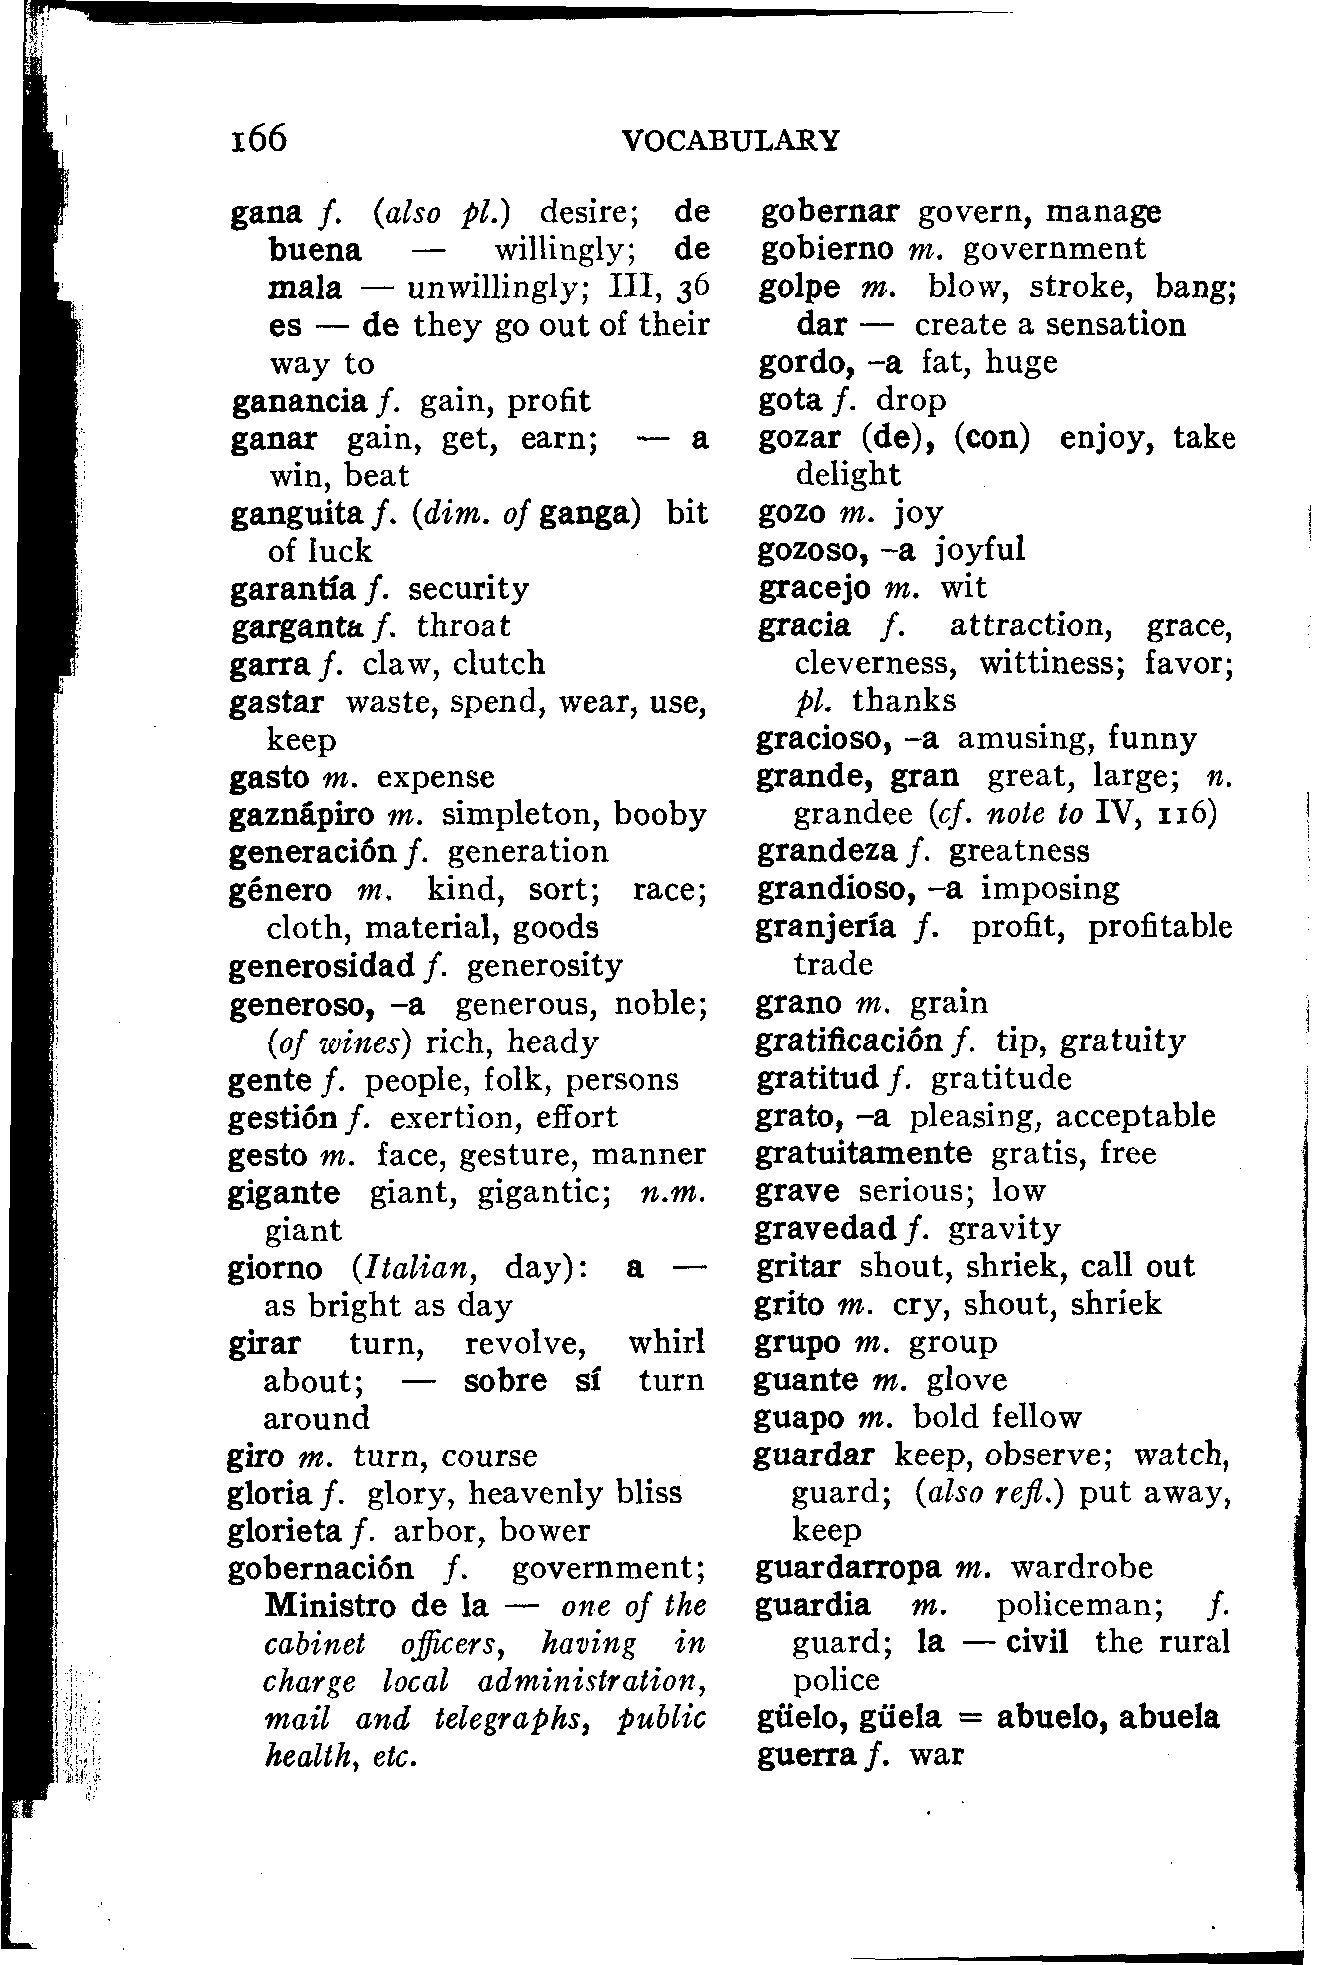 166 VOCABULARY
gana f. (also pl.) desire; de
buena — willingly; de
mala — unwillingly; III, 36
es — de they go out of their
way to
ganancia f. gain, profit
ganar gain, get, earn; — a
win, beat
ganguita f. (dim. of ganga) bit
of luck
garantía f. security
garganta f. throat
garra f. claw, clutch
gastar waste, spend, wear, use,
keep
gasto m. expense
gaznápiro m. simpleton, booby
generación f. generation
género m. kind, sort; race;
cloth, material, goods
generosidad f. generosity
generoso, –a generous, noble;
(of wines) rich, heady
gente f. people, folk, persons
gestión f. exertion, effort
gesto m. face, gesture, manner
gigante giant, gigantic; n.m.
giant
giorno (Italian, day): a —
as bright as day
girar turn, revolve, whirl
about; — sobre sí turn
around
giro m. turn, course
gloria f. glory, heavenly bliss
glorieta f. arbor, bower
gobernación f. government;
Ministro de la — one of the
cabinet officers, having in
charge local administration,
mail and telegraphs, public
health, etc.
gobernar govern, manage
gobierno m. government
golpe m. blow, stroke, bang;
dar — create a sensation
gordo, –a fat, huge
gota f. drop
gozar (de), (con) enjoy, take
delight
gozo m. joy
gozoso, –a joyful
gracejo m. wit
gracia f. attraction, grace,
cleverness, wittiness; favor;
pl. thanks
gracioso, –a amusing, funny
grande, gran great, large; n.
grandee (cf. note to IV, 116)
grandeza f. greatness
grandioso, –a imposing
granjería f. profit, profitable
trade
grano m. grain
gratificación f. tip, gratuity
gratitud f. gratitude
grato, –a pleasing, acceptable
gratuitamente gratis, free
grave serious; low
gravedad f. gravity
gritar shout, shriek, call out
grito m. cry, shout, shriek
grupo m. group
guante m. glove
guapo m. bold fellow
guardar keep, observe; watch,
guard; (also refl.) put away,
keep
guardarropa m. wardrobe
guardia m. policeman; f.
guard; la — civil the rural
police
güelo, güela = abuelo, abuela
guerra f. war